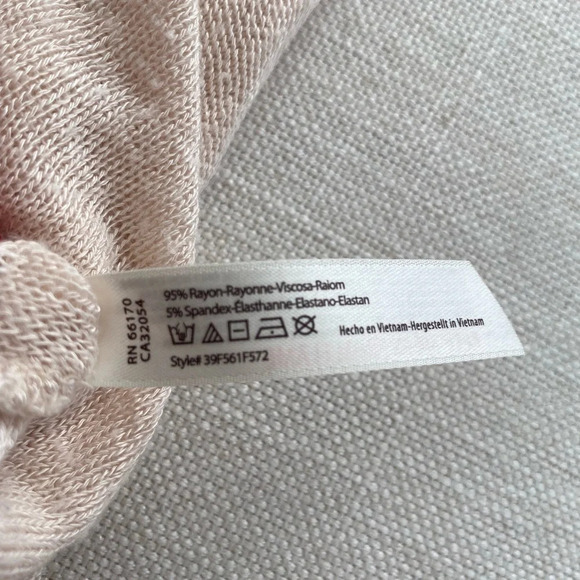 95% Rayon-Rayonne-Viscosa-Raiom
5% Spandex-Élasthanne-Elastano-Elastan
Hecho en Vietnam-Hergestellt in Vietnam
Style# 39F561F572
RN 66170
CA32054